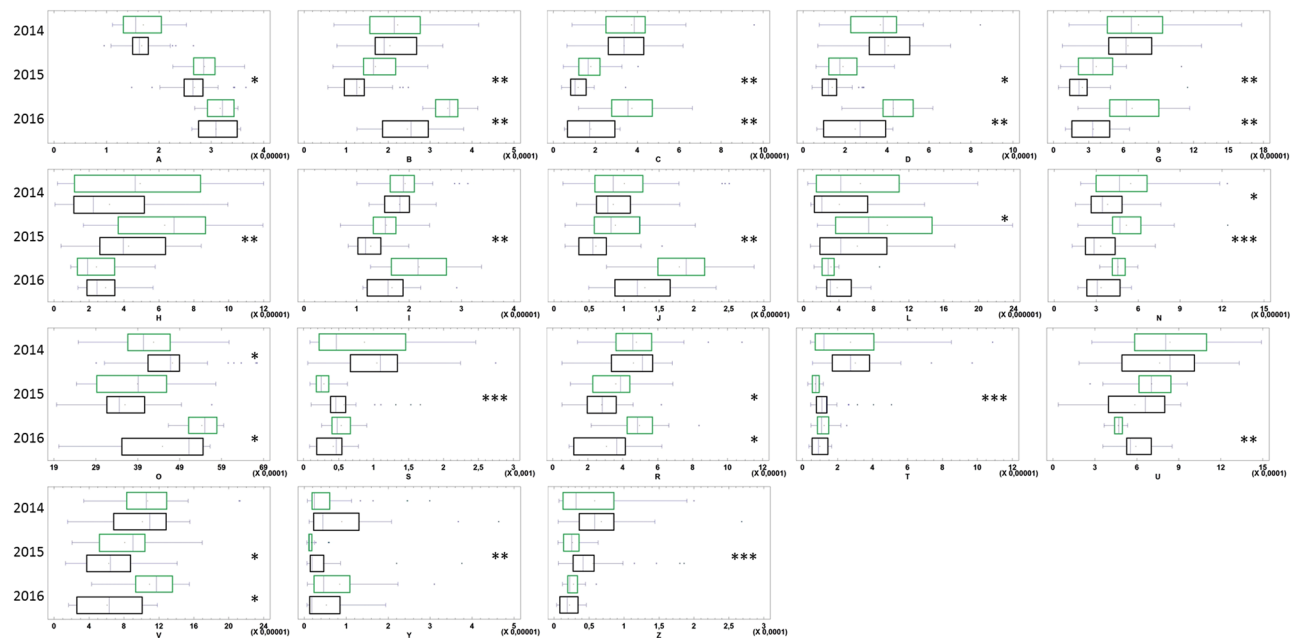 2014
2015 *
2016
0 1 2 3 4
A (X 0,00001)
**
**
0 1 2 3 4 5
B (X 0,00001)
**
**
0 2 4 6 8 10
C (X 0,00001)
*
**
0 2 4 6 8 10
D (X 0,0001)
**
**
0 3 6 9 12 15 18
G (X 0,00001)
2014
2015 **
2016
0 2 4 6 8 10 12
H (X 0,00001)
**
0 1 2 3 4
I (X 0,0001)
**
0 0,5 1 1,5 2 2,5 3
J (X 0,0001)
*
0 4 8 12 16 20 24
L (X 0,00001)
*
***
0 3 6 9 12 15
N (X 0,00001)
2014 *
2015
2016 *
19 29 39 49 59 69
O (X 0,00001)
***
0 0,5 1 1,5 2 2,5 3
S (X 0,001)
*
*
0 2 4 6 8 10 12
R (X 0,00001)
***
0 2 4 6 8 10 12
T (X 0,0001)
**
0 3 6 9 12 15
U (X 0,0001)
2014
2015 *
2016 *
0 4 8 12 16 20 24
V (X 0,00001)
**
0 1 2 3 4 5
Y (X 0,0001)
***
0 0,5 1 1,5 2 2,5 3
Z (X 0,0001)